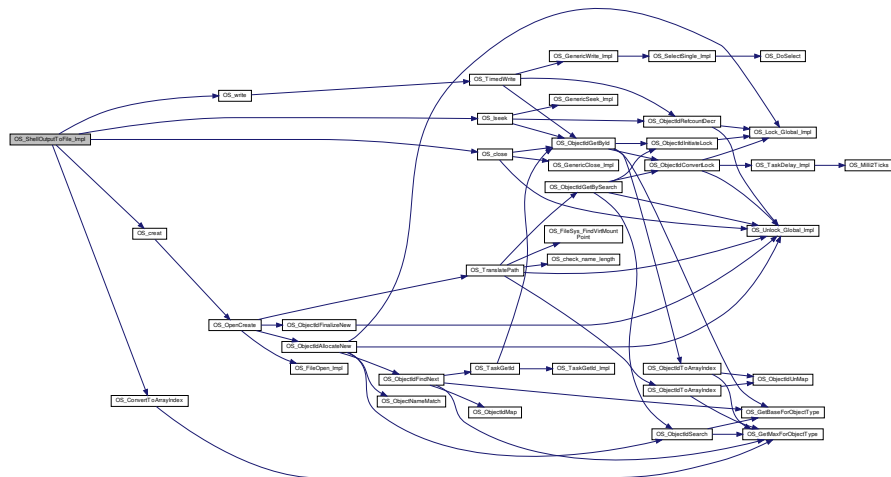 OS_GenericWrite_Impl
OS_SelectSingle_Impl
OS_DoSelect
OS_TimedWrite
OS_write
OS_GenericSeek_Impl
OS_lseek
OS_ObjectIdRefcountDecr
OS_Lock_Global_Impl
OS_ShellOutputToFile_Impl
OS_ObjectIdGetById
OS_ObjectIdInitiateLock
OS_close
OS_GenericClose_Impl
OS_ObjectIdConvertLock
OS_TaskDelay_Impl
OS_Milli2Ticks
OS_ObjectIdGetBySearch
OS_FileSys_FindVirtMount
Point
OS_Unlock_Global_Impl
OS_creat
OS_check_name_length
OS_TranslatePath
OS_OpenCreate
OS_ObjectIdFinalizeNew
OS_ObjectIdAllocateNew
OS_FileOpen_Impl
OS_TaskGetId
OS_TaskGetId_Impl
OS_ObjectIdToArrayIndex
OS_ObjectIdFindNext
OS_ObjectIdUnMap
OS_ObjectIdToArrayIndex
OS_ConvertToArrayIndex
OS_ObjectNameMatch
OS_ObjectIdMap
OS_GetBaseForObjectType
OS_ObjectIdSearch
OS_GetMaxForObjectType